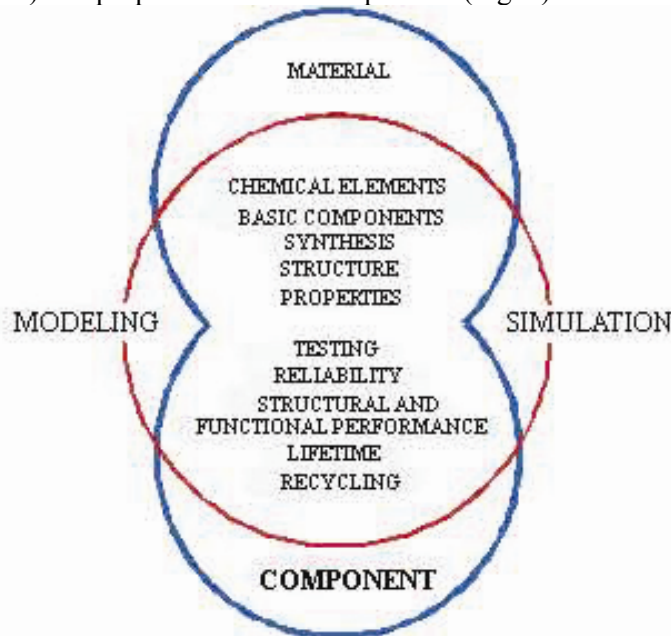 MATERIAL
CHEMICAL ELEMENTS
BASIC COMPONENTS
SYNTHESIS
STRUCTURE
PROPERTIES
MODELING
SIMULATION
TESTING
RELIABILITY
STRUCTURAL AND
FUNCTIONAL PERFORMANCE
LIFETIME
RECYCLING
COMPONENT